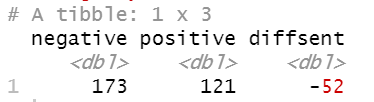 # A tibble: 1 x 3
negative positive diffsent
<dbl> <dbl> <dbl>
1 173 121 -52